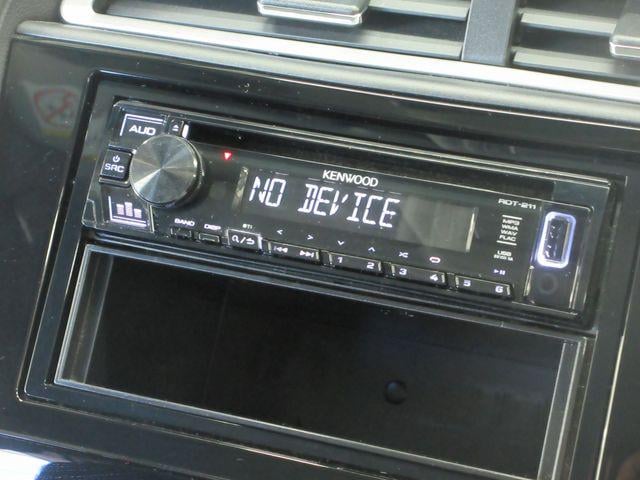 AUD
SRC
KENWOOD
RDT-211
NO DEVICE
MP3
WMA
WAV
FLAC
USB
BAND
DISP
1 2 3 4 5 6